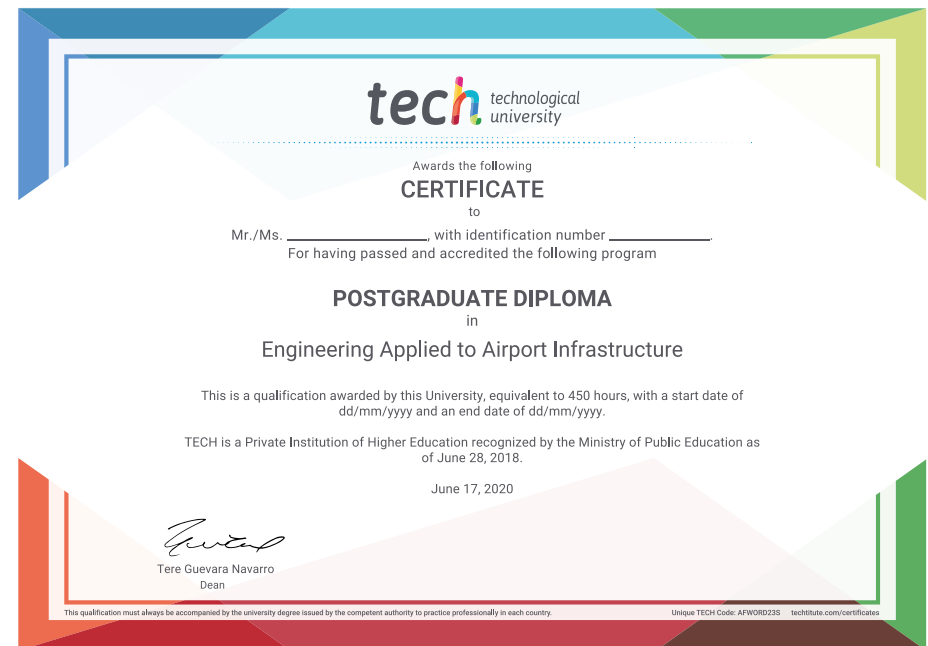 tech technological
university
Awards the following
CERTIFICATE
to
Mr./Ms. ____________, with identification number ____________.
For having passed and accredited the following program
POSTGRADUATE DIPLOMA
in
Engineering Applied to Airport Infrastructure
This is a qualification awarded by this University, equivalent to 450 hours, with a start date of
dd/mm/yyyy and an end date of dd/mm/yyyy.
TECH is a Private Institution of Higher Education recognized by the Ministry of Public Education as
of June 28, 2018.
June 17, 2020
Tere Guevara Navarro
Dean
This qualification must always be accompanied by the university degree issued by the competent authority to practice professionally in each country. Unique TECH Code: AFWORD23S techtitute.com/certificates